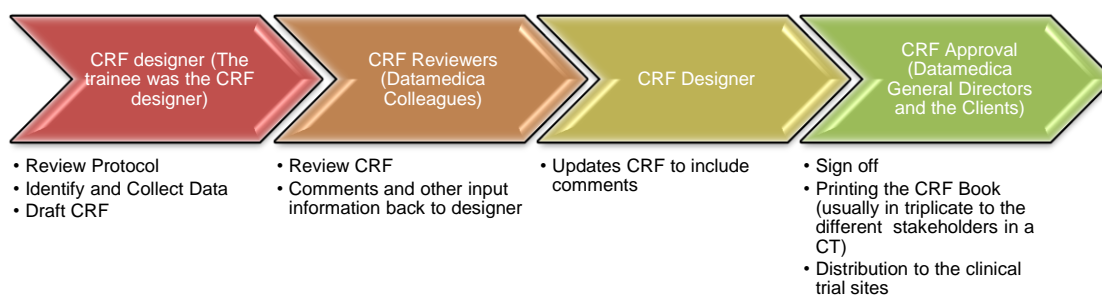 CRF designer (The
trainee was the CRF
designer)
• Review Protocol
• Identify and Collect Data
• Draft CRF
CRF Reviewers
(Datamedica
Colleagues)
• Review CRF
• Comments and other input
information back to designer
CRF Designer
• Updates CRF to include
comments
CRF Approval
(Datamedica
General Directors
and the Clients)
• Sign off
• Printing the CRF Book
(usually in triplicate to the
different stakeholders in a
CT)
• Distribution to the clinical
trial sites